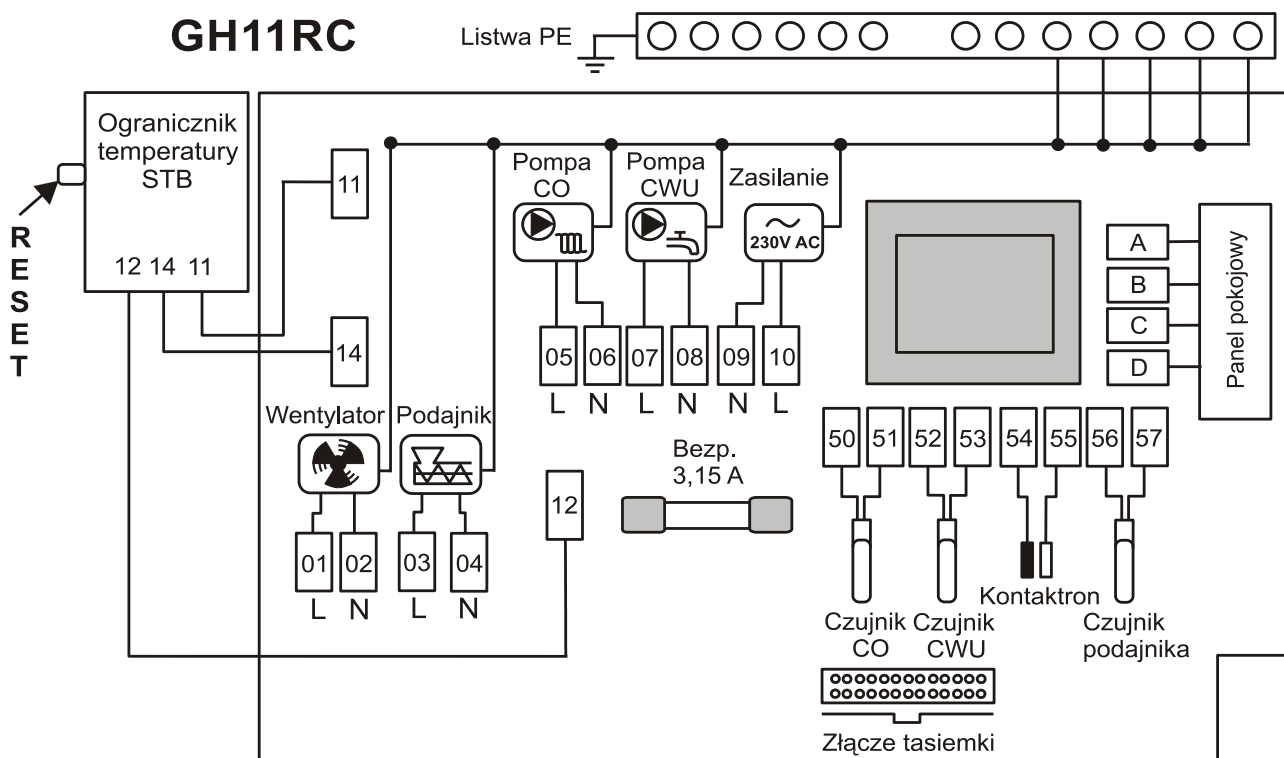 GH11RC
Listwa PE
Ogranicznik
temperatury
STB
12 14 11
RESET
11
14
Pompa
CO
Pompa
CWU
Zasilanie
230V AC
05 06 07 08 09 10
L N L N N L
A
B
C
D
Panel pokojowy
Wentylator
Podajnik
01 02 03 04
L N L N
12
Bezp.
3,15 A
50 51 52 53 54 55 56 57
Czujnik
CO
Czujnik
CWU
Kontaktron
Czujnik
podajnika
Złącze tasiemki